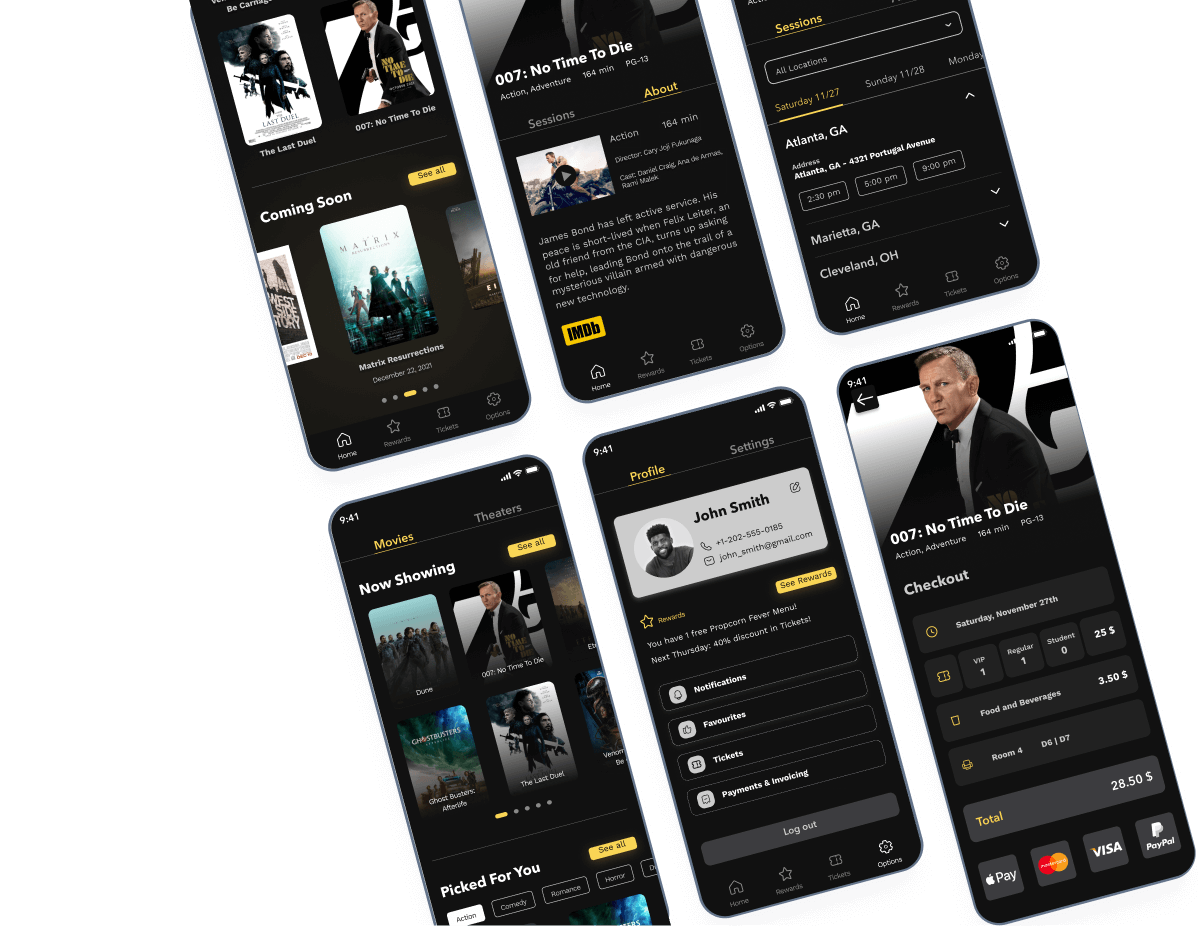 Be Carnage
THE
LAST DUEL
The Last Duel
NO
TIME
TO
DIE
007: No Time To Die
See all
Coming Soon
WEST
SIDE
STORY
MATRIX
RESURRECTIONS
Matrix Resurrections
December 22, 2021
Home
Rewards
Tickets
Options
NO
007: No Time To Die
Action, Adventure
164 min
PG-13
Sessions
About
Action
164 min
Director: Cary Joji Fukunaga
Cast: Daniel Craig, Ana de Armas,
Rami Malek
James Bond has left active service. His
peace is short-lived when Felix Leiter, an
old friend from the CIA, turns up asking
for help, leading Bond onto the trail of a
mysterious villain armed with dangerous
new technology.
IMDb
Home
Rewards
Tickets
Options
Sessions
All Locations
Saturday 11/27
Sunday 11/28
Monday
Atlanta, GA
Address
Atlanta, GA - 4321 Portugal Avenue
2:30 pm
5:00 pm
9:00 pm
Marietta, GA
Cleveland, OH
Home
Rewards
Tickets
Options
9:41
Movies
Theaters
Now Showing
See all
Dune
NO
TIME
TO DIE
007: No Time To Die
GHOSTBUSTERS
Ghost Busters:
Afterlife
The Last Duel
Venom
Be
Picked For You
See all
Action
Comedy
Romance
Horror
GHOSTBUSTERS
9:41
Profile
Settings
John Smith
+1-202-555-0185
john_smith@gmail.com
See Rewards
Rewards
You have 1 free Propcorn Fever Menu!
Next Thursday: 40% discount in Tickets!
Notifications
Favourites
Tickets
Payments & Invoicing
Log out
Home
Rewards
Tickets
Options
9:41
NO
007: No Time To Die
Action, Adventure
164 min
PG-13
Checkout
Saturday, November 27th
VIP
1
Regular
1
Student
0
25 $
Food and Beverages
3.50 $
Room 4
D6 | D7
Total
28.50 $
Pay
mastercard
VISA
PayPal